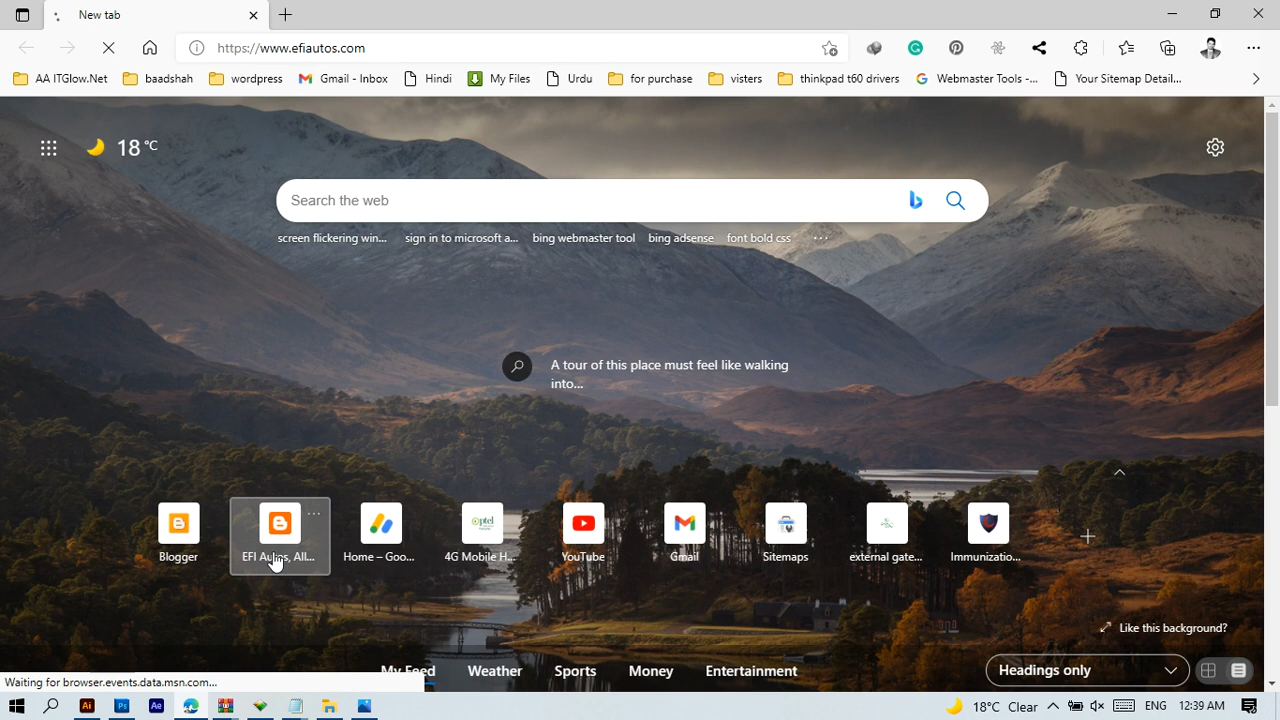 New tab
https://www.efiautos.com
AA ITGlow.Net baadshah wordpress Gmail - Inbox Hindi My Files Urdu for purchase visters thinkpad t60 drivers Webmaster Tools -... Your Sitemap Detail...
18 °C
Search the web
screen flickering win... sign in to microsoft a... bing webmaster tool bing adsense font bold css ...
A tour of this place must feel like walking
into...
Blogger EFI Autos, All... Home – Goo... 4G Mobile H... YouTube Gmail Sitemaps external gate... Immunizatio...
Like this background?
My Feed Weather Sports Money Entertainment Headings only
Waiting for browser.events.data.msn.com...
18°C Clear ENG 12:39 AM